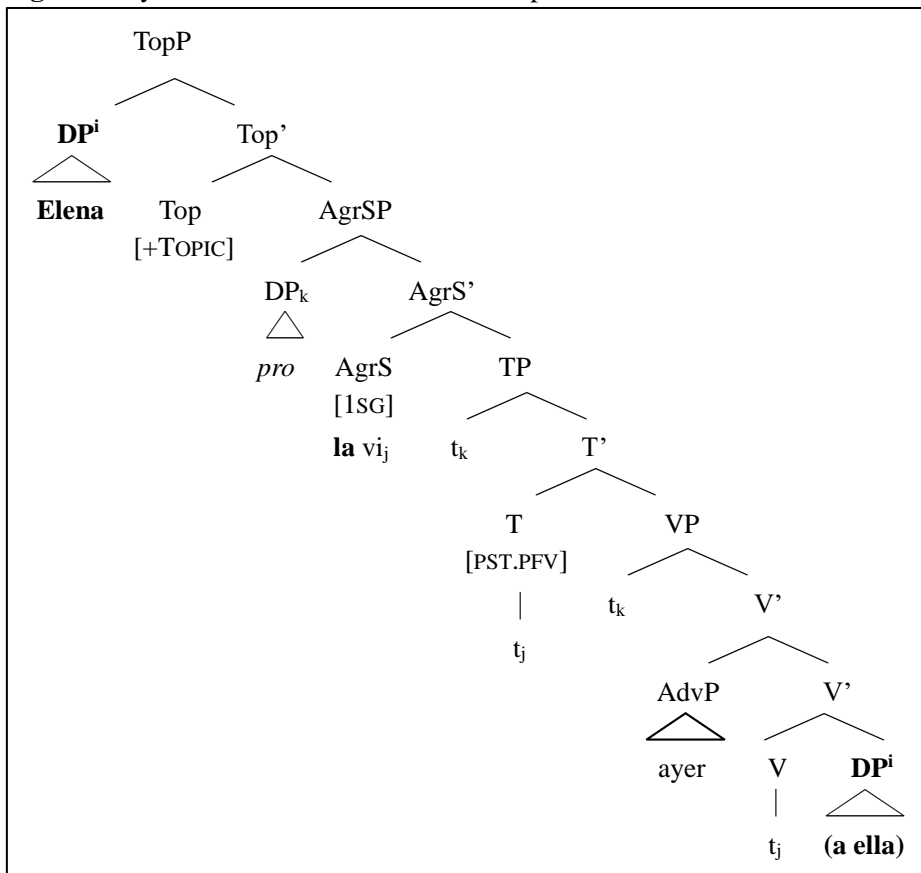 TopP
DPⁱ Top’
Elena Top AgrSP
[+TOPIC]
DPₖ AgrS’
pro AgrS TP
[1SG]
la viⱼ tₖ T’
T VP
[PST.PFV]
tₖ V’
tⱼ
AdvP V’
ayer V DPⁱ
tⱼ (a ella)